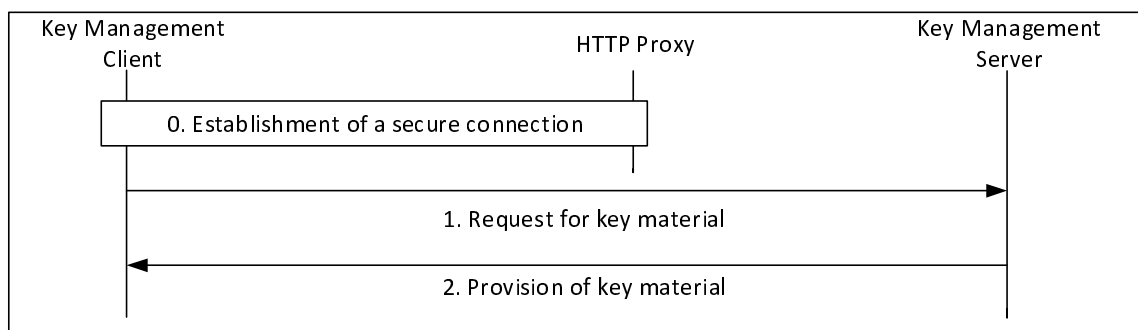 Key Management
Client
HTTP Proxy
Key Management
Server
0. Establishment of a secure connection
1. Request for key material
2. Provision of key material